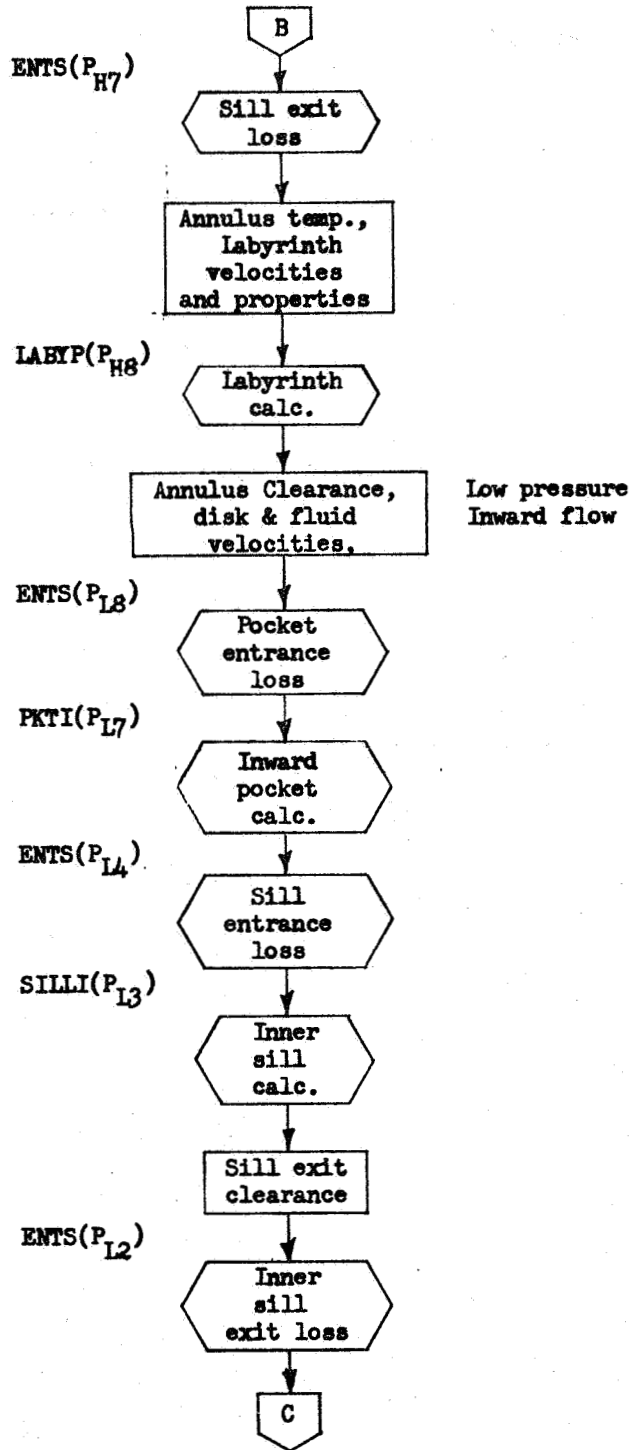 B
ENTS(P_H7)
Sill exit
loss
Annulus temp.,
Labyrinth
velocities
and properties
LABYP(P_H8)
Labyrinth
calc.
Annulus Clearance,
disk & fluid
velocities.
Low pressure
Inward flow
ENTS(P_L8)
Pocket
entrance
loss
PKTI(P_L7)
Inward
pocket
calc.
ENTS(P_L4)
Sill
entrance
loss
SILLI(P_L3)
Inner
sill
calc.
Sill exit
clearance
ENTS(P_L2)
Inner
sill
exit loss
C